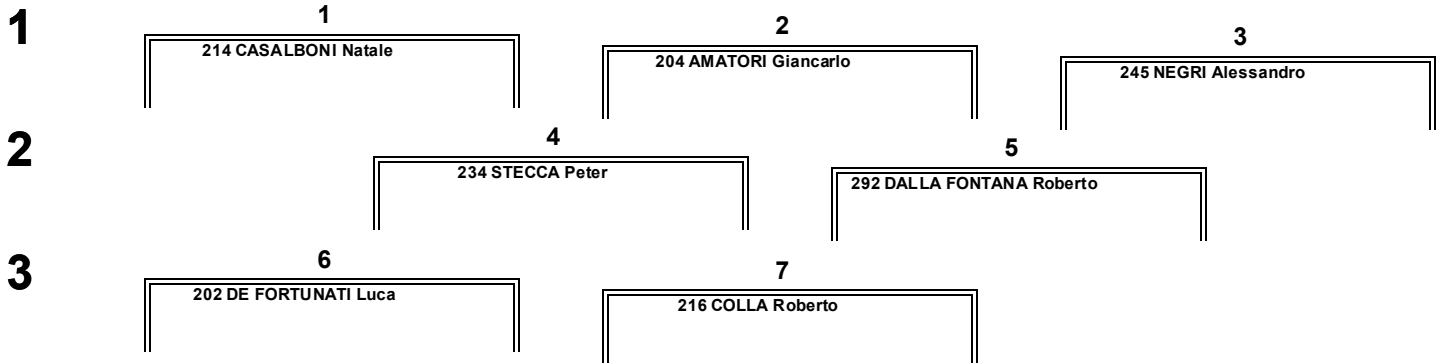 1
1
214 CASALBONI Natale
2
204 AMATORI Giancarlo
3
245 NEGRI Alessandro
2
4
234 STECCA Peter
5
292 DALLA FONTANA Roberto
3
6
202 DE FORTUNATI Luca
7
216 COLLA Roberto